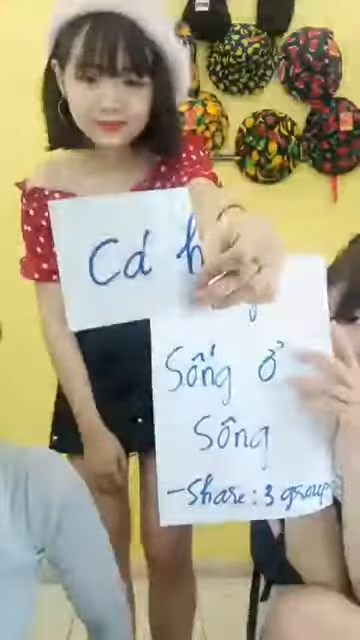 Cá h
Sống ở
Sông
-Share: 3 group